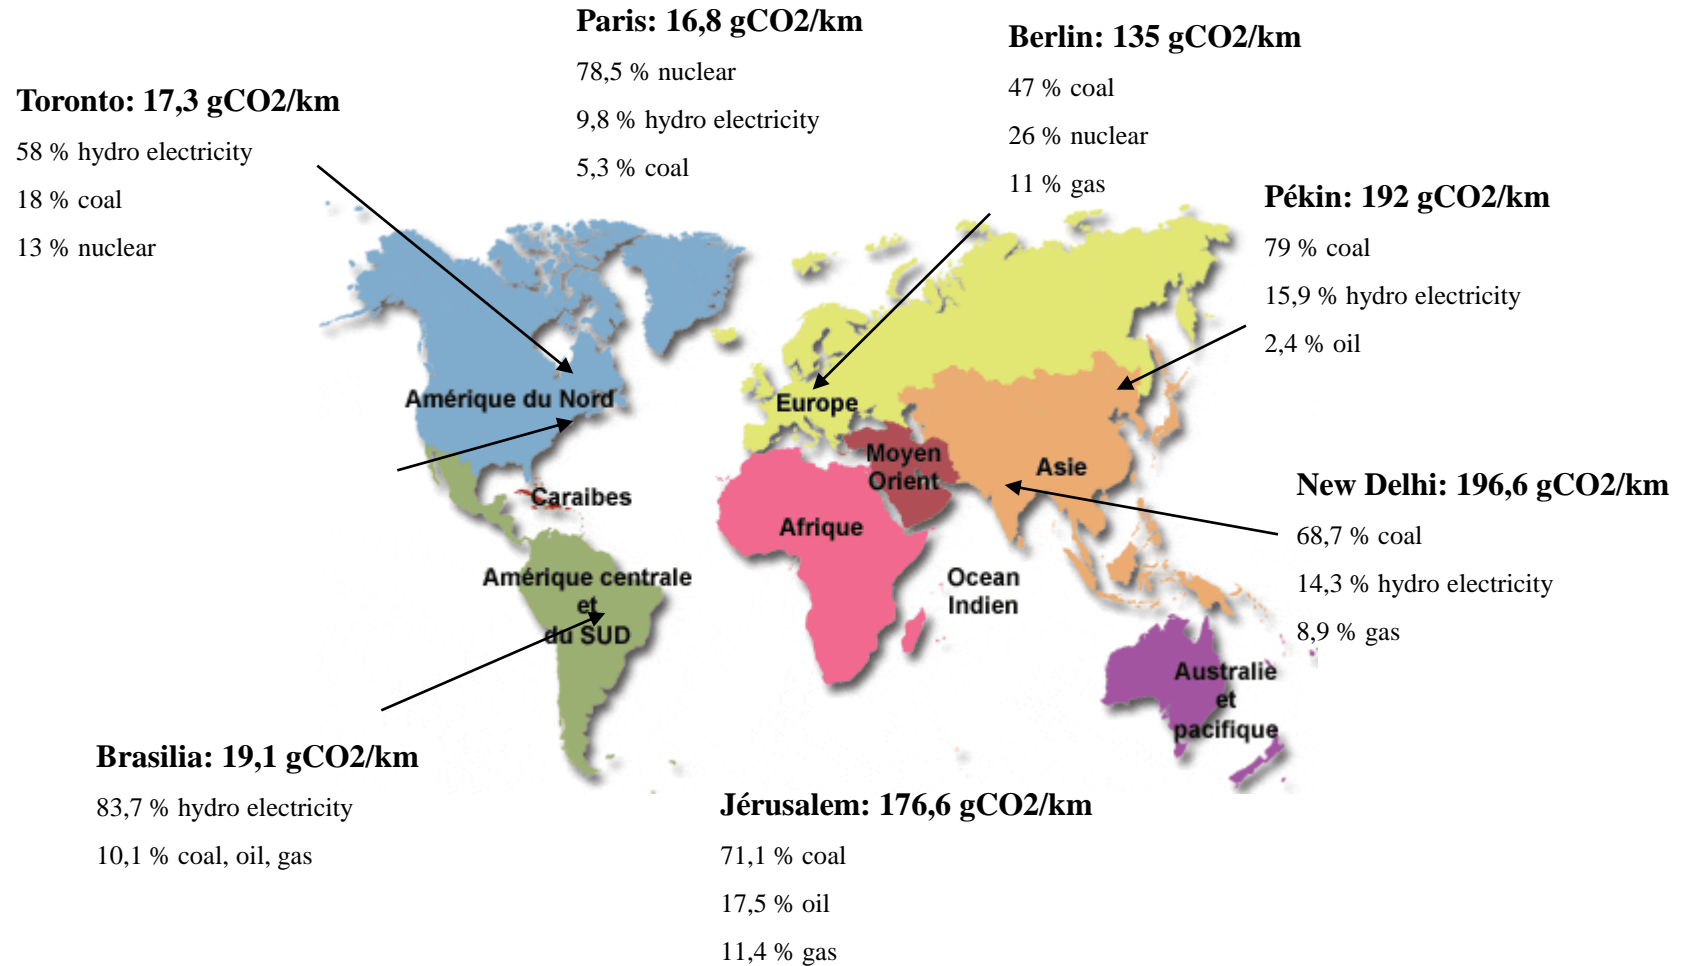 Paris: 16,8 gCO2/km
78,5 % nuclear
9,8 % hydro electricity
5,3 % coal
Berlin: 135 gCO2/km
47 % coal
26 % nuclear
11 % gas
Toronto: 17,3 gCO2/km
58 % hydro electricity
18 % coal
13 % nuclear
Pékin: 192 gCO2/km
79 % coal
15,9 % hydro electricity
2,4 % oil
Amérique du Nord
Europe
Moyen
Orient
Asie
Caraibes
Afrique
New Delhi: 196,6 gCO2/km
68,7 % coal
14,3 % hydro electricity
8,9 % gas
Amérique centrale
et
du SUD
Ocean
Indien
Australie
et
pacifique
Brasilia: 19,1 gCO2/km
83,7 % hydro electricity
10,1 % coal, oil, gas
Jérusalem: 176,6 gCO2/km
71,1 % coal
17,5 % oil
11,4 % gas